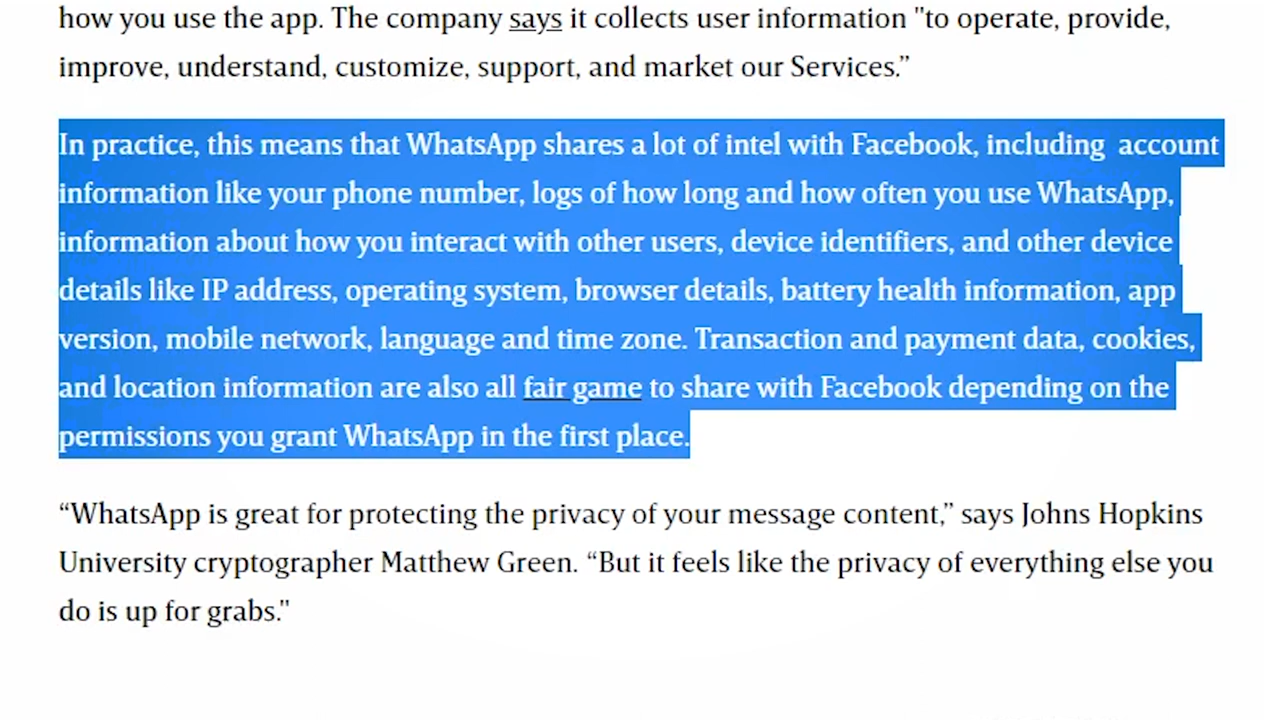 how you use the app. The company says it collects user information "to operate, provide,
improve, understand, customize, support, and market our Services.”
In practice, this means that WhatsApp shares a lot of intel with Facebook, including  account
information like your phone number, logs of how long and how often you use WhatsApp,
information about how you interact with other users, device identifiers, and other device
details like IP address, operating system, browser details, battery health information, app
version, mobile network, language and time zone. Transaction and payment data, cookies,
and location information are also all fair game to share with Facebook depending on the
permissions you grant WhatsApp in the first place.
“WhatsApp is great for protecting the privacy of your message content,” says Johns Hopkins
University cryptographer Matthew Green. “But it feels like the privacy of everything else you
do is up for grabs."